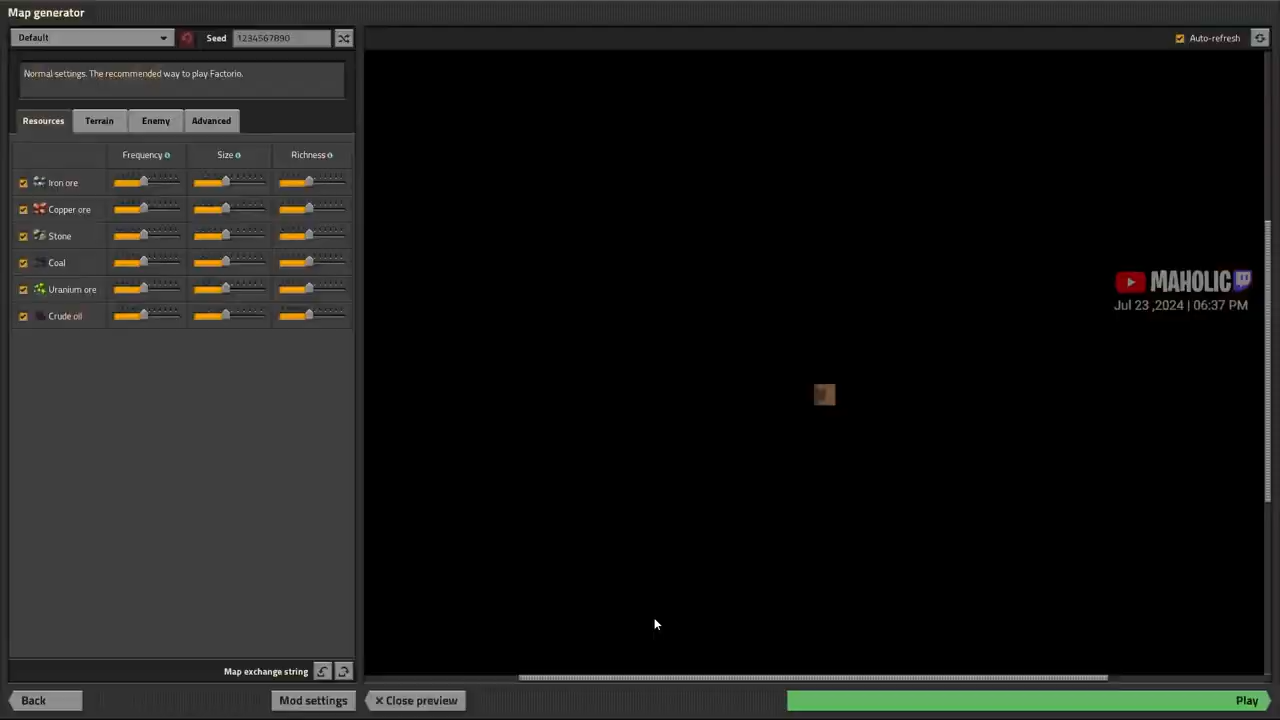 Map generator
Default
Seed
1234567890
Auto-refresh
Normal settings. The recommended way to play Factorio.
Resources
Terrain
Enemy
Advanced
Frequency
Size
Richness
Iron ore
Copper ore
Stone
Coal
Uranium ore
Crude oil
MAHOLIC
Jul 23 ,2024 | 06:37 PM
Map exchange string
Back
Mod settings
× Close preview
Play